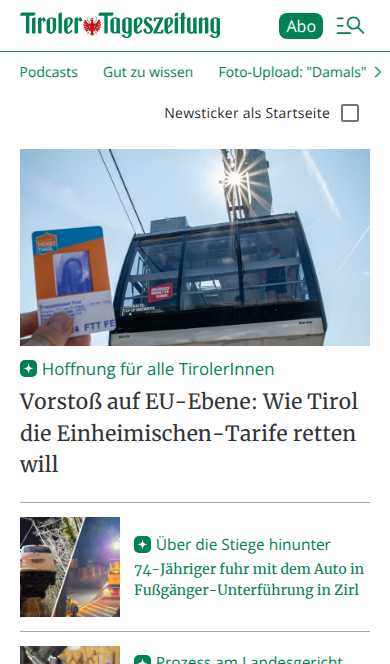 Tiroler Tageszeitung
Abo
Podcasts Gut zu wissen Foto-Upload: "Damals"
Newsticker als Startseite
Hoffnung für alle TirolerInnen
Vorstoß auf EU-Ebene: Wie Tirol
die Einheimischen-Tarife retten
will
Über die Stiege hinunter
74-Jähriger fuhr mit dem Auto in
Fußgänger-Unterführung in Zirl
Prozess am Landesgericht